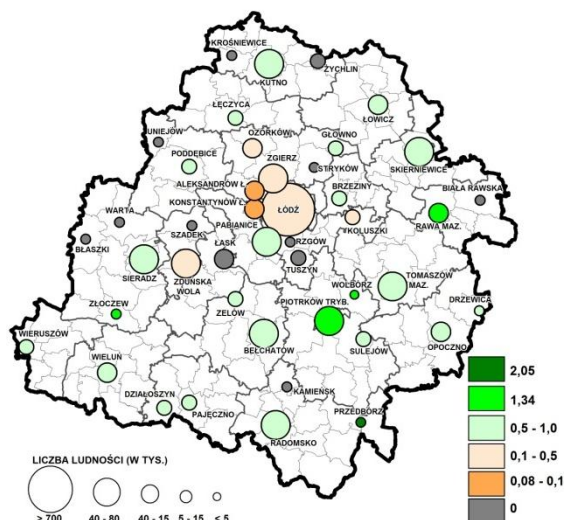 KROŚNIEWICE
KUTNO
ŻYCHLIN
ŁĘCZYCA
ŁOWICZ
UNIEJÓW
OZORKÓW
GŁOWNO
PODDĘBICE
ZGIERZ
STRYKÓW
SKIERNIEWICE
ALEKSANDRÓW Ł.
BRZEZINY
BIAŁA RAWSKA
KONSTANTYNÓW Ł.
ŁÓDŹ
RAWA MAZ.
WARTA
SZADEK
PABIANICE
KOLUSZKI
BŁASZKI
ŁASK
RZGÓW
SIERADZ
ZDUŃSKA
WOLA
TUSZYN
TOMASZÓW
MAZ.
WOLBÓRZ
ZŁOCZEW
ZELÓW
PIOTRKÓW TRYB.
DRZEWICA
WIERUSZÓW
BEŁCHATÓW
SULEJÓW
OPOCZNO
WIELUŃ
DZIAŁOSZYN
PAJĘCZNO
KAMIEŃSK
PRZEDBÓRZ
RADOMSKO
2,05
1,34
0,5 - 1,0
0,1 - 0,5
0,08 - 0,1
0
LICZBA LUDNOŚCI (W TYS.)
> 700 40 - 80 40 - 15 5 - 15 < 5